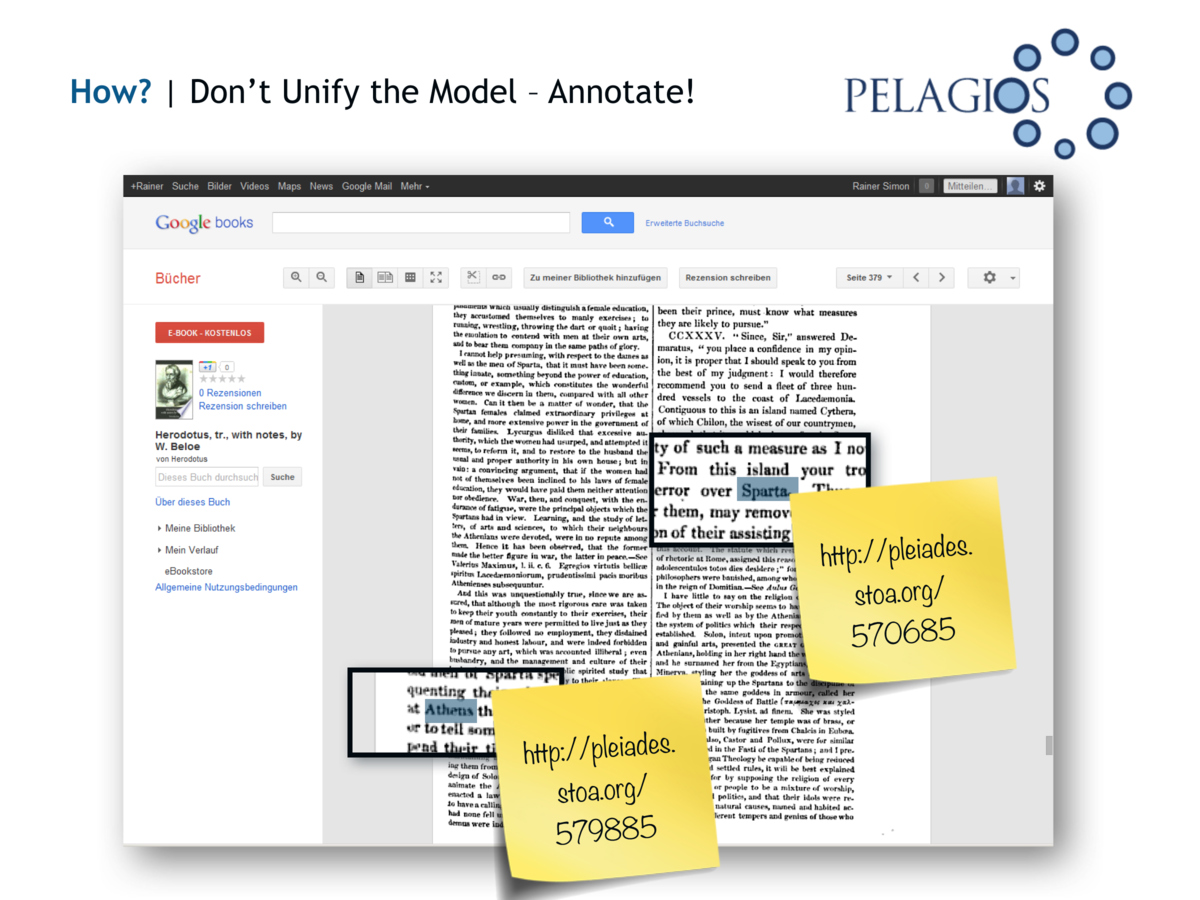 How? | Don't Unify the Model – Annotate!
PELAGIOS
+Rainer Suche Bilder Videos Maps News Google Mail Mehr
Rainer Simon 0 Mitteilen...
Google books
Erweiterte Buchsuche
Bücher
Zu meiner Bibliothek hinzufügen
Rezension schreiben
Seite 379
E-BOOK - KOSTENLOS
+1 0
0 Rezensionen
Rezension schreiben
Herodotus, tr., with notes, by
W. Beloe
von Herodotus
Dieses Buch durchsuch Suche
Über dieses Buch
Meine Bibliothek
Mein Verlauf
eBookstore
Allgemeine Nutzungsbedingungen
which usually distinguish a female education,
they accustomed themselves to manly exercises; to
running, wrestling, throwing the dart or quoit; having
the emulation to contend with men at their own arts,
and to bear them company in the same paths of glory.
I cannot help presuming, with respect to the dames as
well as the men of Sparta, that it must have been some-
thing innate, something beyond the power of education,
custom, or example, which constitutes the wonderful
difference we discern in them, compared with all other
women. Can it then be a matter of wonder, that the
Spartan females claimed extraordinary privileges at
home, and more extensive power in the government of
their families. Lycurgus disliked that excessive au-
thority, which the women had usurped, and attempted it
seems, to reform it, and to restore to the husband the
usual and proper authority in his own house; but in
vain: a convincing argument, that if the women had
not of themselves been inclined to his laws of female
education, they would have paid them neither attention
nor obedience. War, then, and conquest, with the en-
durance of fatigue, were the principal objects which the
Spartans had in view. Learning, and the study of let-
ters, of arts and sciences, to which their neighbours
the Athenians were devoted, were in no repute among
them. Hence it has been observed, that the former
made the better figure in war, the latter in peace.—See
Valerius Maximus, l. ii. c. 6. Egregios virtutis bellicæ
spiritus Lacedæmoniorum, prudentissimi pacis moribus
Athenienses subsequuntur.
And this was unquestionably true, since we are as-
sured, that although the most rigorous care was taken
to keep their youth constantly to their exercises, their
men of mature years were permitted to live just as they
pleased; they followed no employment, they disdained
industry and honest labour, and were indeed forbidden
to pursue any art, which was accounted illiberal; even
husbandry, and the management and culture of their
blic spirited study that
y to their
men of Sparta spe
quenting the
at Athens th
or to tell som
pend their ti
ing them from
design of Solo
animate the
enacted a law
to have a calling
had none fell u
demus were ind
been their prince, must know what measures
they are likely to pursue."
CCXXXV. "Since, Sir," answered De-
maratus, "you place a confidence in my opin-
ion, it is proper that I should speak to you from
the best of my judgment: I would therefore
recommend you to send a fleet of three hun-
dred vessels to the coast of Lacedæmonia.
Contiguous to this is an island named Cythera,
of which Chilon, the wisest of our countrymen,
ty of such a measure as I no
From this island your tro
error over Sparta.
them, may remov
on of their assisting
this account. The statute which
of rhetoric at Rome, assigned this reason
adolescentulos totos dies desidere;" fo
philosophers were banished, among who
in the reign of Domitian.—See Aulus G
I have little to say on the religion
The object of their worship seems to ha
fied by them as well as by the Athenia
the system of politics which their respe
established. Solon, intent upon promot
and gainful arts, presented the GREAT
Athenians, holding in her right hand the
and he surnamed her from the Egyptian
Minerva, styling her the goddess of arts
aining up the Spartans to the discipline of
the same goddess in armour, called her
he Goddess of Battle
ristoph. Lysist. ad finem. She was styled
ther because her temple was of brass, or
built by fugitives from Chalcis in Eubœa.
also, Castor and Pollux, were for similar
d in the Fasti of the Spartans; and I pre-
gan Theology be capable of being reduced
settled rules, it will be best explained
for by supposing the religion of every
or people to be a mixture of worship,
politics, and that their idols were re-
natural causes, named and habited ac-
ferent tempers and genius of those who
http://pleiades.
stoa.org/
570685
http://pleiades.
stoa.org/
579885